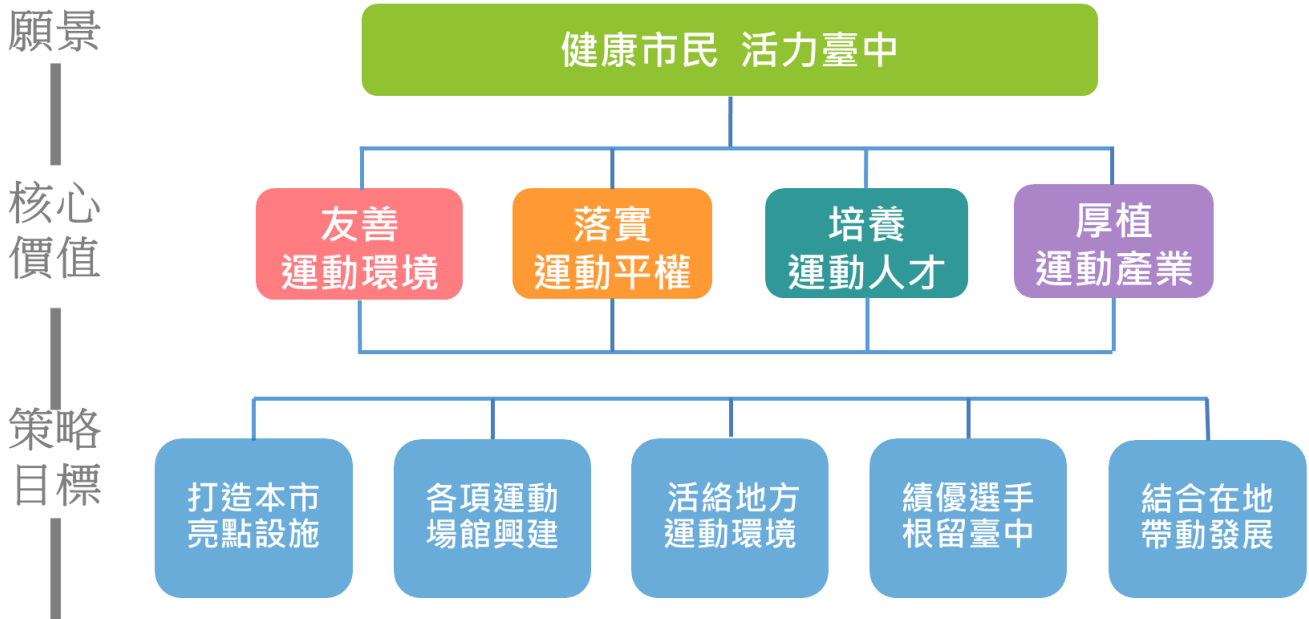 願景
健康市民 活力臺中
核心
價值
友善
運動環境
落實
運動平權
培養
運動人才
厚植
運動產業
策略
目標
打造本市
亮點設施
各項運動
場館興建
活絡地方
運動環境
績優選手
根留臺中
結合在地
帶動發展